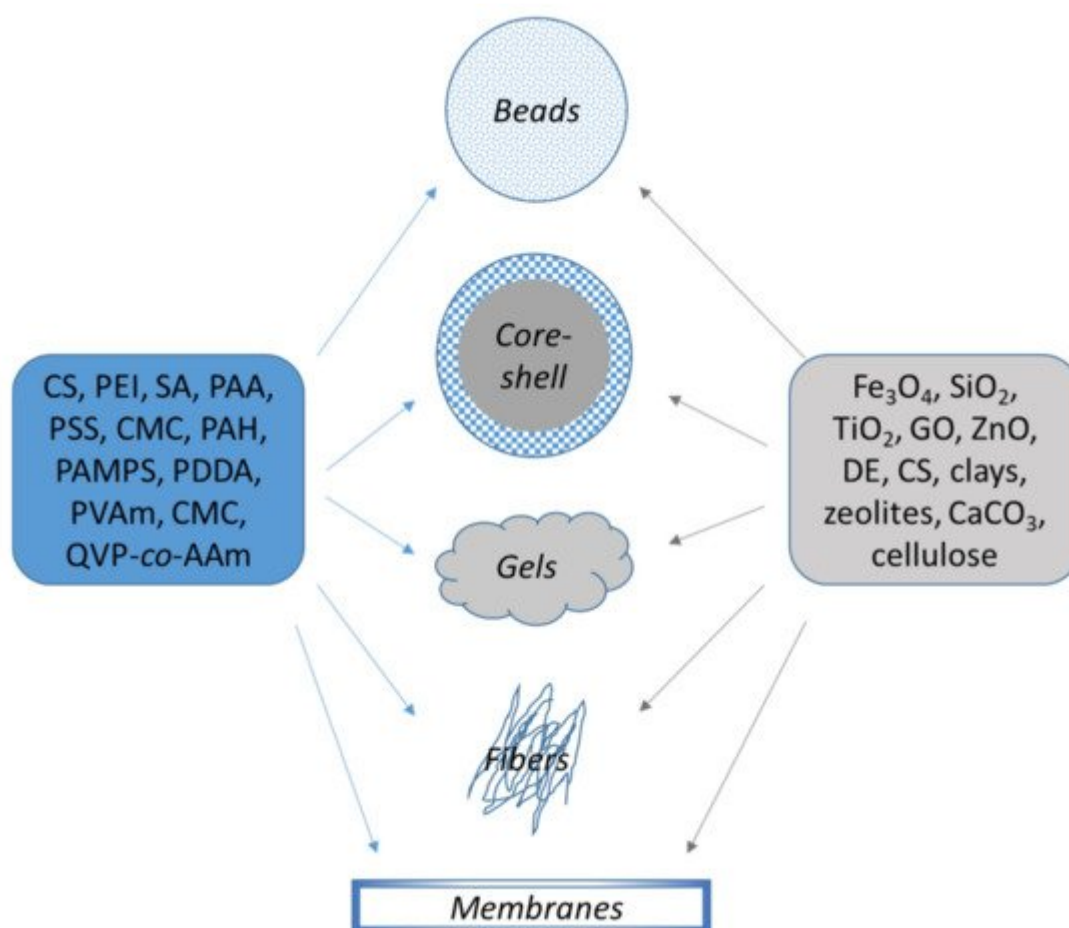 Beads
Core-
shell
CS, PEI, SA, PAA,
PSS, CMC, PAH,
PAMPS, PDDA,
PVAm, CMC,
QVP-co-AAm
Fe₃O₄, SiO₂,
TiO₂, GO, ZnO,
DE, CS, clays,
zeolites, CaCO₃,
cellulose
Gels
Fibers
Membranes